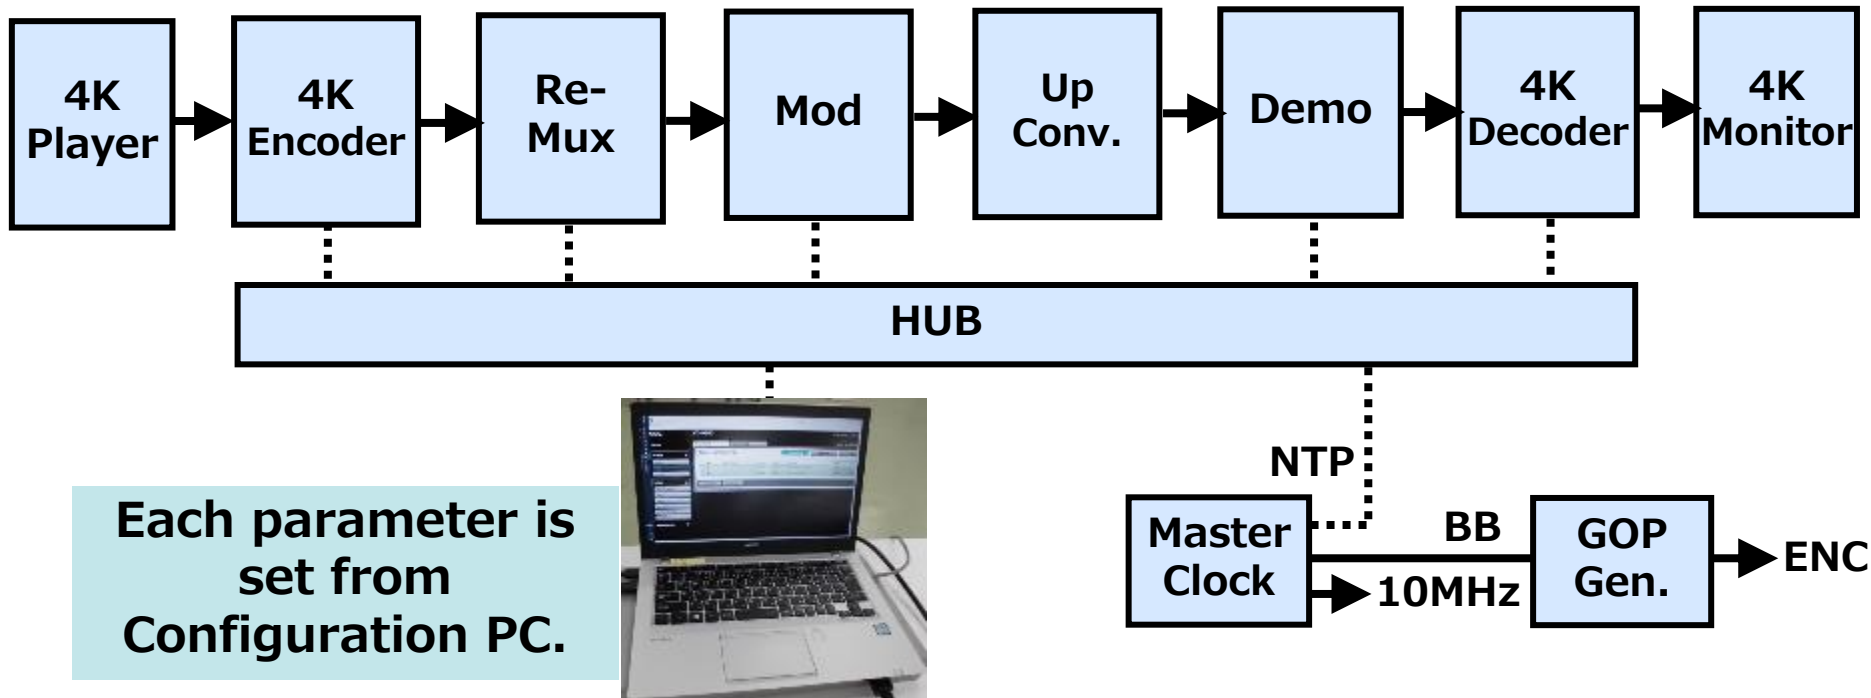 4K
Player
4K
Encoder
Re-
Mux
Mod
Up
Conv.
Demo
4K
Decoder
4K
Monitor
HUB
NTP
Each parameter is
set from
Configuration PC.
Master
Clock
BB
10MHz
GOP
Gen.
ENC